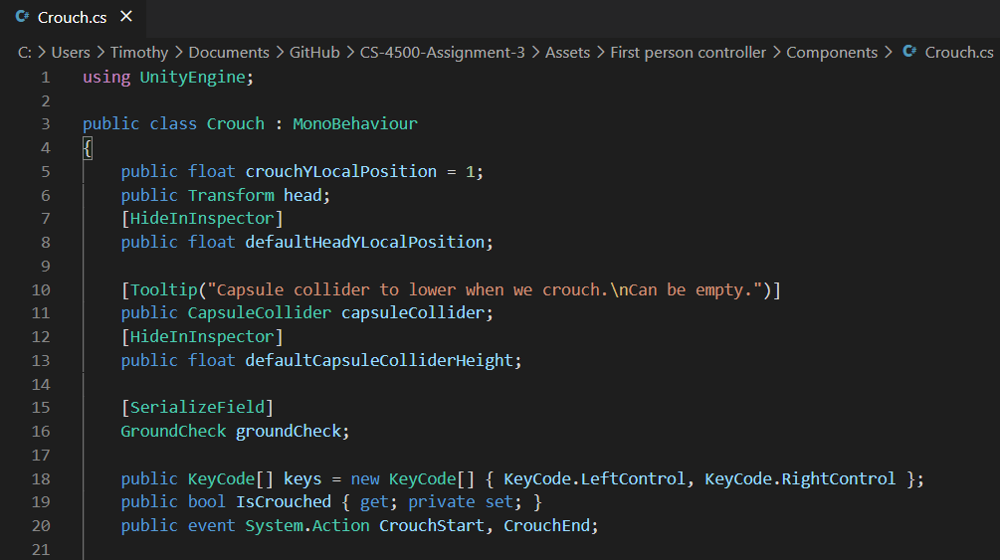 Crouch.cs ×
C: > Users > Timothy > Documents > GitHub > CS-4500-Assignment-3 > Assets > First person controller > Components > Crouch.cs
1 using UnityEngine;
2
3 public class Crouch : MonoBehaviour
4 {
5     public float crouchYLocalPosition = 1;
6     public Transform head;
7     [HideInInspector]
8     public float defaultHeadYLocalPosition;
9
10     [Tooltip("Capsule collider to lower when we crouch.\nCan be empty.")]
11     public CapsuleCollider capsuleCollider;
12     [HideInInspector]
13     public float defaultCapsuleColliderHeight;
14
15     [SerializeField]
16     GroundCheck groundCheck;
17
18     public KeyCode[] keys = new KeyCode[] { KeyCode.LeftControl, KeyCode.RightControl };
19     public bool IsCrouched { get; private set; }
20     public event System.Action CrouchStart, CrouchEnd;
21